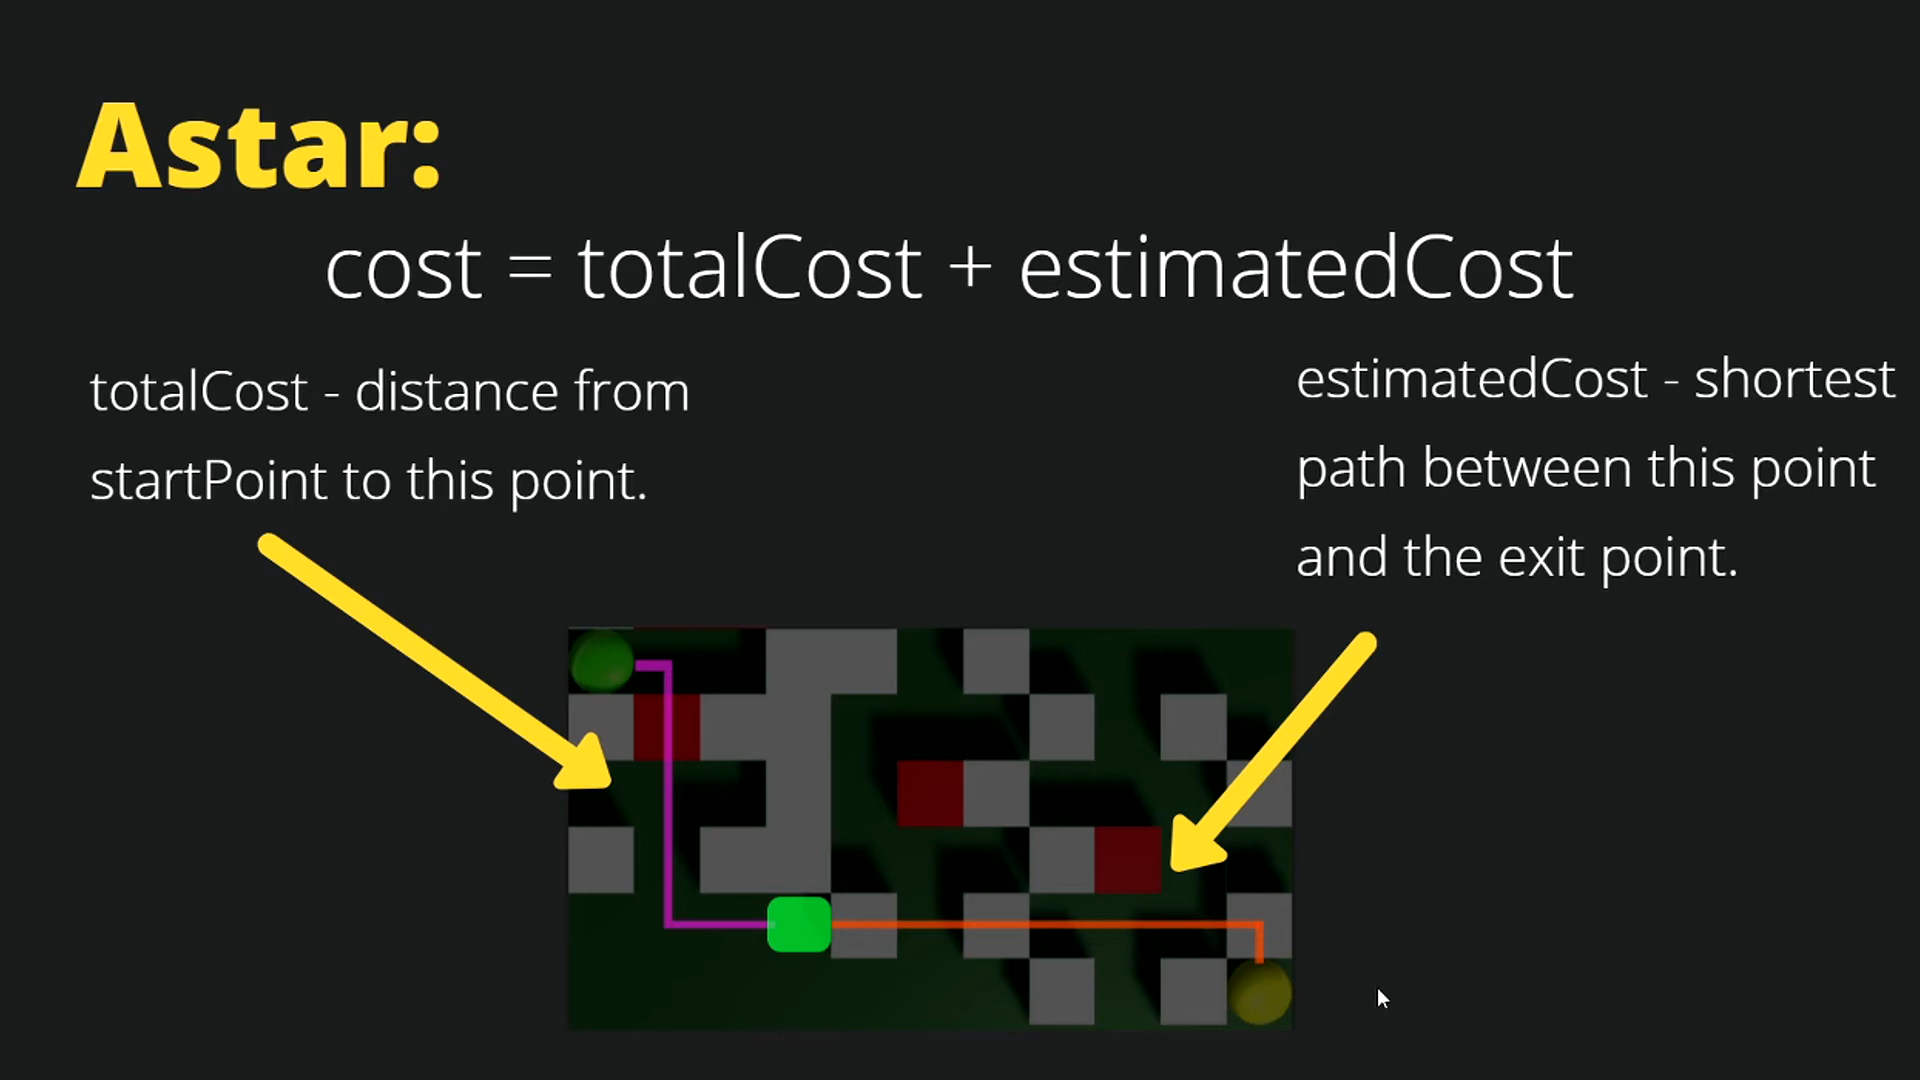 Astar:
cost = totalCost + estimatedCost
totalCost - distance from
startPoint to this point.
estimatedCost - shortest
path between this point
and the exit point.